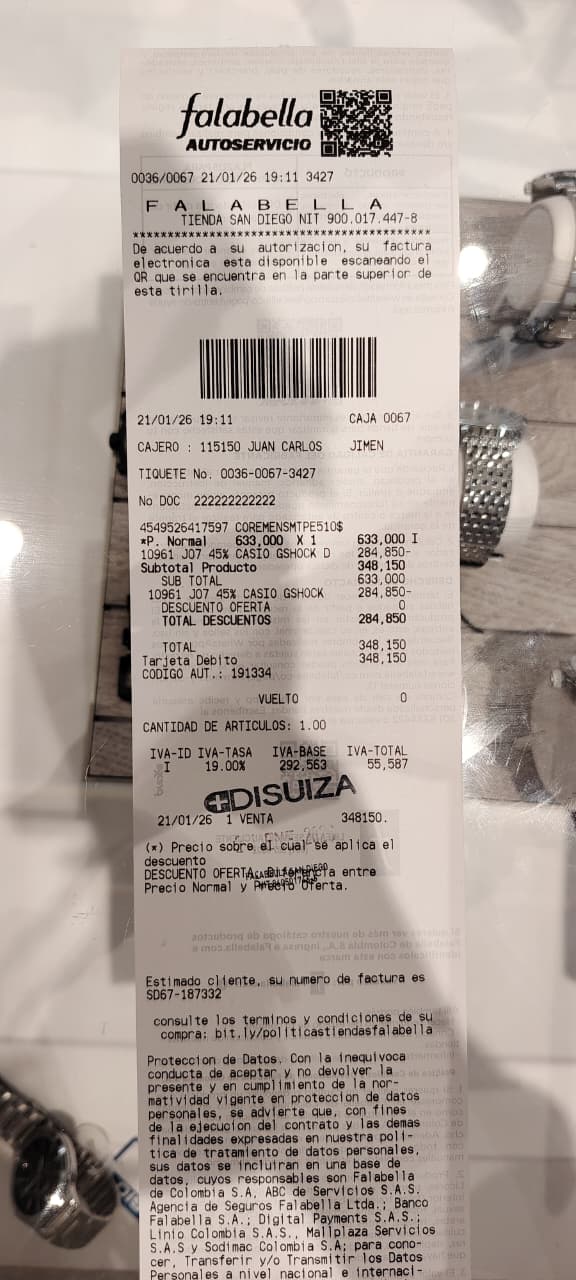 falabella
AUTOSERVICIO
0036/0067 21/01/26 19:11 3427
F A L A B E L L A
TIENDA SAN DIEGO NIT 900.017.447-8
******************************************
De acuerdo a su autorizacion, su factura
electronica esta disponible escaneando el
QR que se encuentra en la parte superior de
esta tirilla.
21/01/26 19:11 CAJA 0067
CAJERO : 115150 JUAN CARLOS JIMEN
TIQUETE No. 0036-0067-3427
No DOC 222222222222
4549526417597 COREMENSMTPE510$
*P. Normal 633,000 X 1 633,000 I
10961 J07 45% CASIO GSHOCK D 284,850-
Subtotal Producto 348,150
SUB TOTAL 633,000
10961 J07 45% CASIO GSHOCK 284,850-
DESCUENTO OFERTA 0
TOTAL DESCUENTOS 284,850
TOTAL 348,150
Tarjeta Debito 348,150
CODIGO AUT.: 191334
VUELTO 0
CANTIDAD DE ARTICULOS: 1.00
IVA-ID IVA-TASA IVA-BASE IVA-TOTAL
I 19.00% 292,563 55,587
DISUIZA
21/01/26 1 VENTA 348150.
(*) Precio sobre el cual se aplica el
descuento
DESCUENTO OFERTA. Diferencia entre
Precio Normal y Precio Oferta.
Estimado cliente, su numero de factura es
SD67-187332
consulte los terminos y condiciones de su
compra: bit.ly/politicastiendasfalabella
Proteccion de Datos. Con la inequivoca
conducta de aceptar y no devolver la
presente y en cumplimiento de la nor-
matividad vigente en proteccion de datos
personales, se advierte que, con fines
de la ejecucion del contrato y las demas
finalidades expresadas en nuestra poli-
tica de tratamiento de datos personales,
sus datos se incluiran en una base de
datos, cuyos responsables son Falabella
de Colombia S.A, ABC de Servicios S.A.S.
Agencia de Seguros Falabella Ltda.; Banco
Falabella S.A.; Digital Payments S.A.S.;
Linio Colombia S.A.S., Mallplaza Servicios
S.A.S y Sodimac Colombia S.A; para cono-
cer, Transferir y/o Transmitir los Datos
Personales a nivel nacional e internaci-